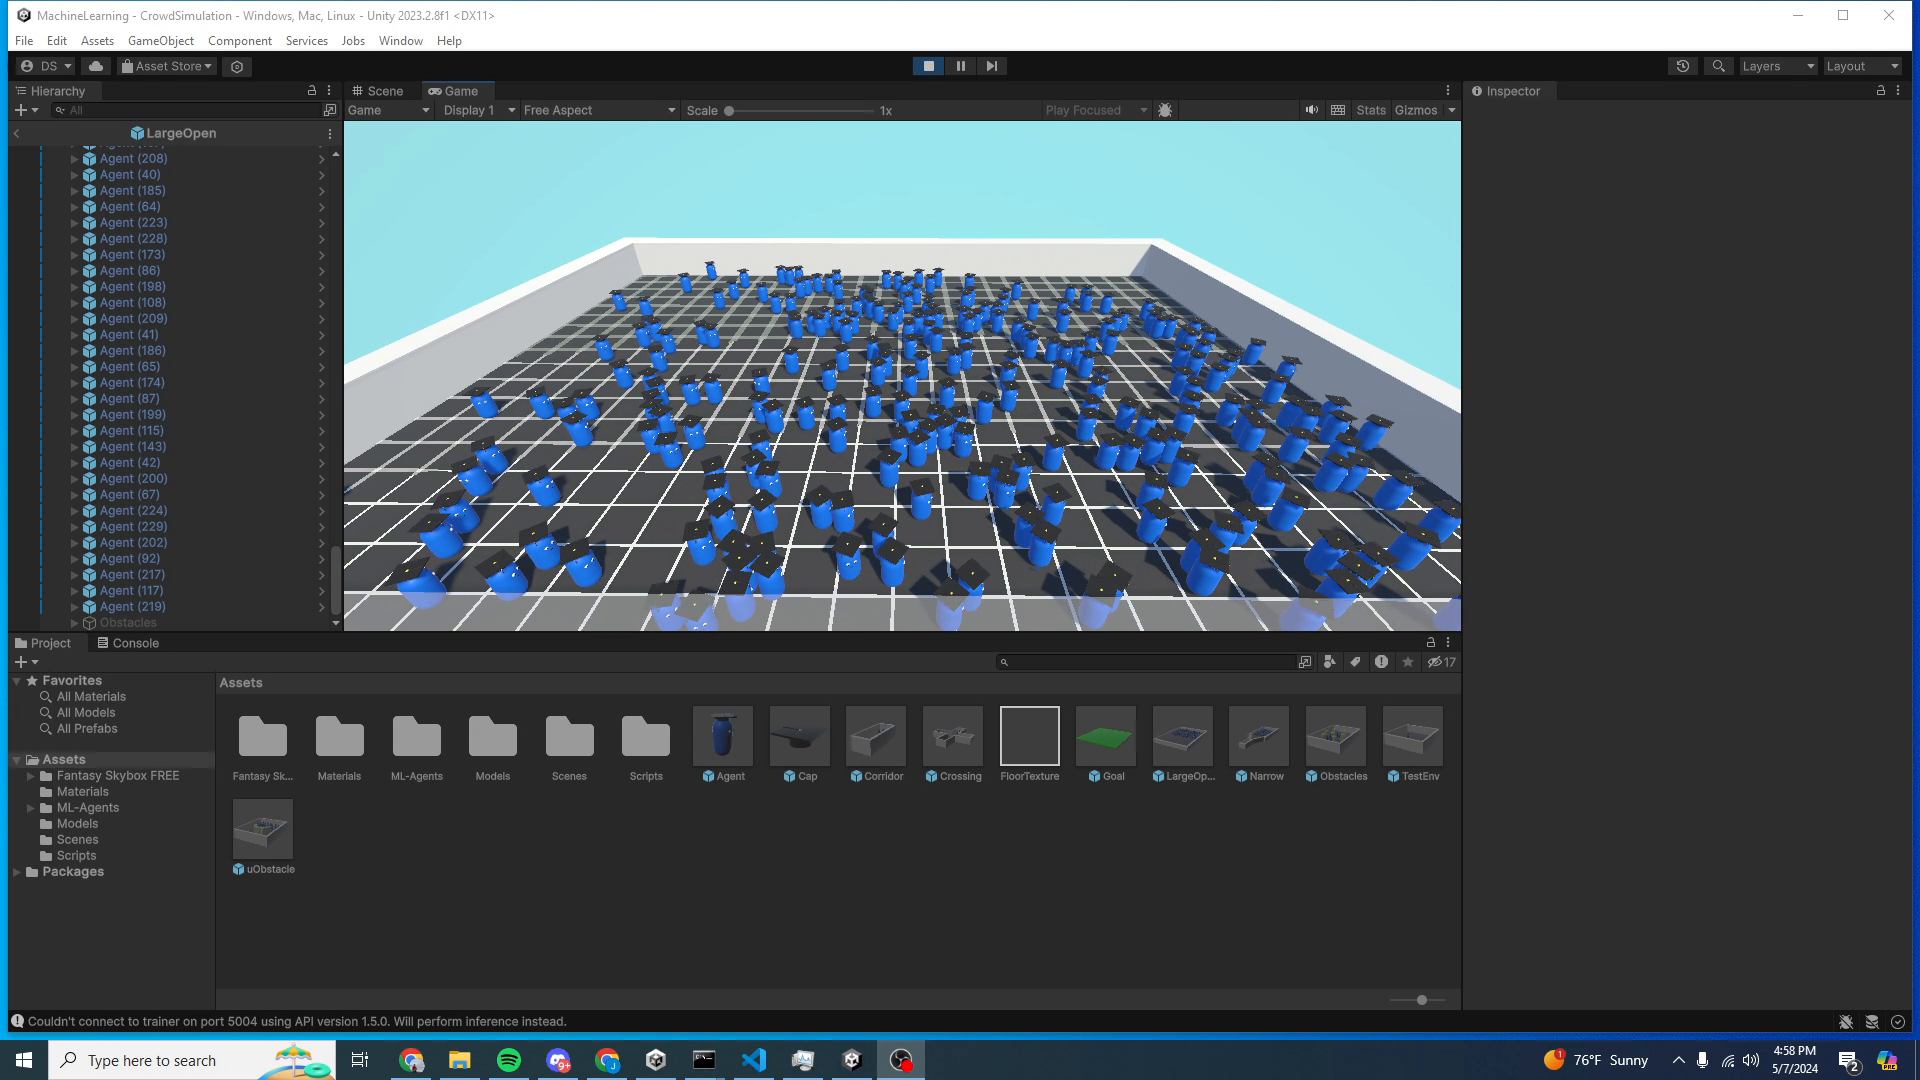 MachineLearning - CrowdSimulation - Windows, Mac, Linux - Unity 2023.2.8f1 <DX11>
File Edit Assets GameObject Component Services Jobs Window Help
DS Asset Store Layers Layout
Hierarchy
All
LargeOpen
Agent (208)
Agent (40)
Agent (185)
Agent (64)
Agent (223)
Agent (228)
Agent (173)
Agent (86)
Agent (198)
Agent (108)
Agent (209)
Agent (41)
Agent (186)
Agent (65)
Agent (174)
Agent (87)
Agent (199)
Agent (115)
Agent (143)
Agent (42)
Agent (200)
Agent (67)
Agent (224)
Agent (229)
Agent (202)
Agent (92)
Agent (217)
Agent (117)
Agent (219)
Obstacles
Scene Game
Game Display 1 Free Aspect Scale 1x Play Focused Stats Gizmos
Inspector
Project Console
17
Favorites
All Materials
All Models
All Prefabs
Assets
Fantasy Skybox FREE
Materials
ML-Agents
Models
Scenes
Scripts
Packages
Assets
Fantasy Sk... Materials ML-Agents Models Scenes Scripts Agent Cap Corridor Crossing FloorTexture Goal LargeOp... Narrow Obstacles TestEnv
uObstacle
Couldn't connect to trainer on port 5004 using API version 1.5.0. Will perform inference instead.
Type here to search
9+
J
1
76°F Sunny
4:58 PM
5/7/2024
2
PRE